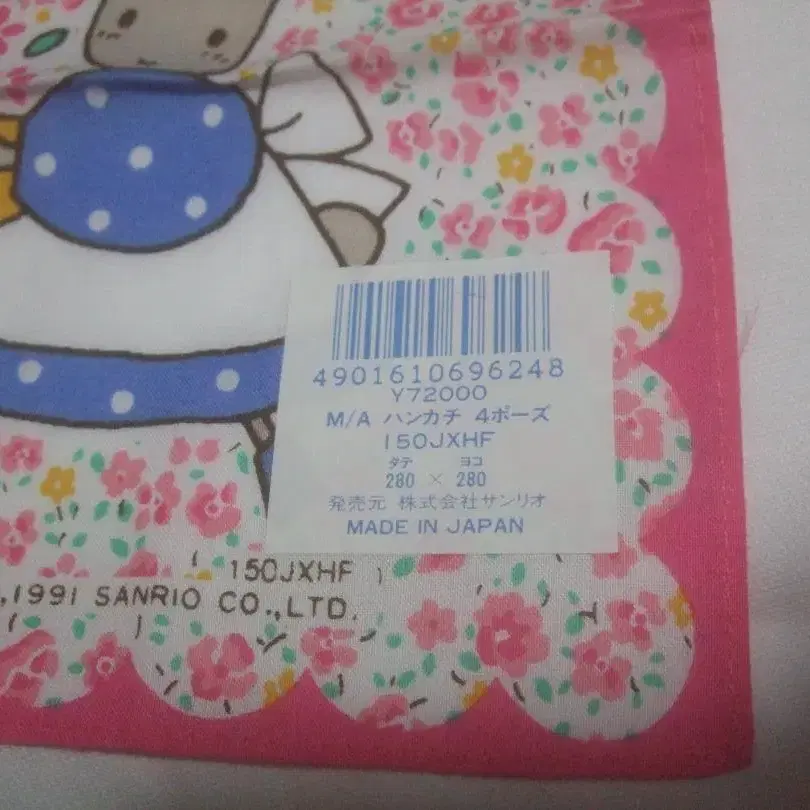 4901610696248
Y72000
M/A ハンカチ 4ポーズ
150JXHF
タテ ヨコ
280 × 280
発売元 株式会社サンリオ
MADE IN JAPAN
150JXHF
,1991 SANRIO CO.,LTD.